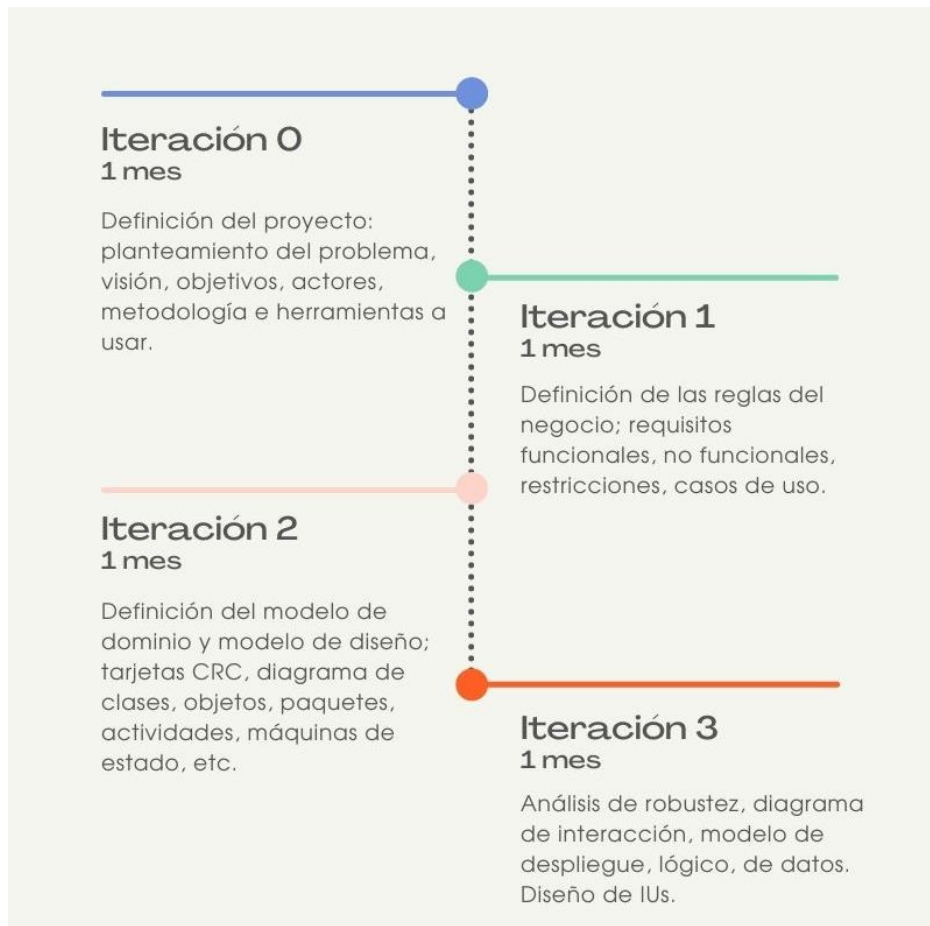 Iteración 0
1 mes
Definición del proyecto:
planteamiento del problema,
visión, objetivos, actores,
metodología e herramientas a
usar.
Iteración 1
1 mes
Definición de las reglas del
negocio; requisitos
funcionales, no funcionales,
restricciones, casos de uso.
Iteración 2
1 mes
Definición del modelo de
dominio y modelo de diseño;
tarjetas CRC, diagrama de
clases, objetos, paquetes,
actividades, máquinas de
estado, etc.
Iteración 3
1 mes
Análisis de robustez, diagrama
de interacción, modelo de
despliegue, lógico, de datos.
Diseño de IUs.